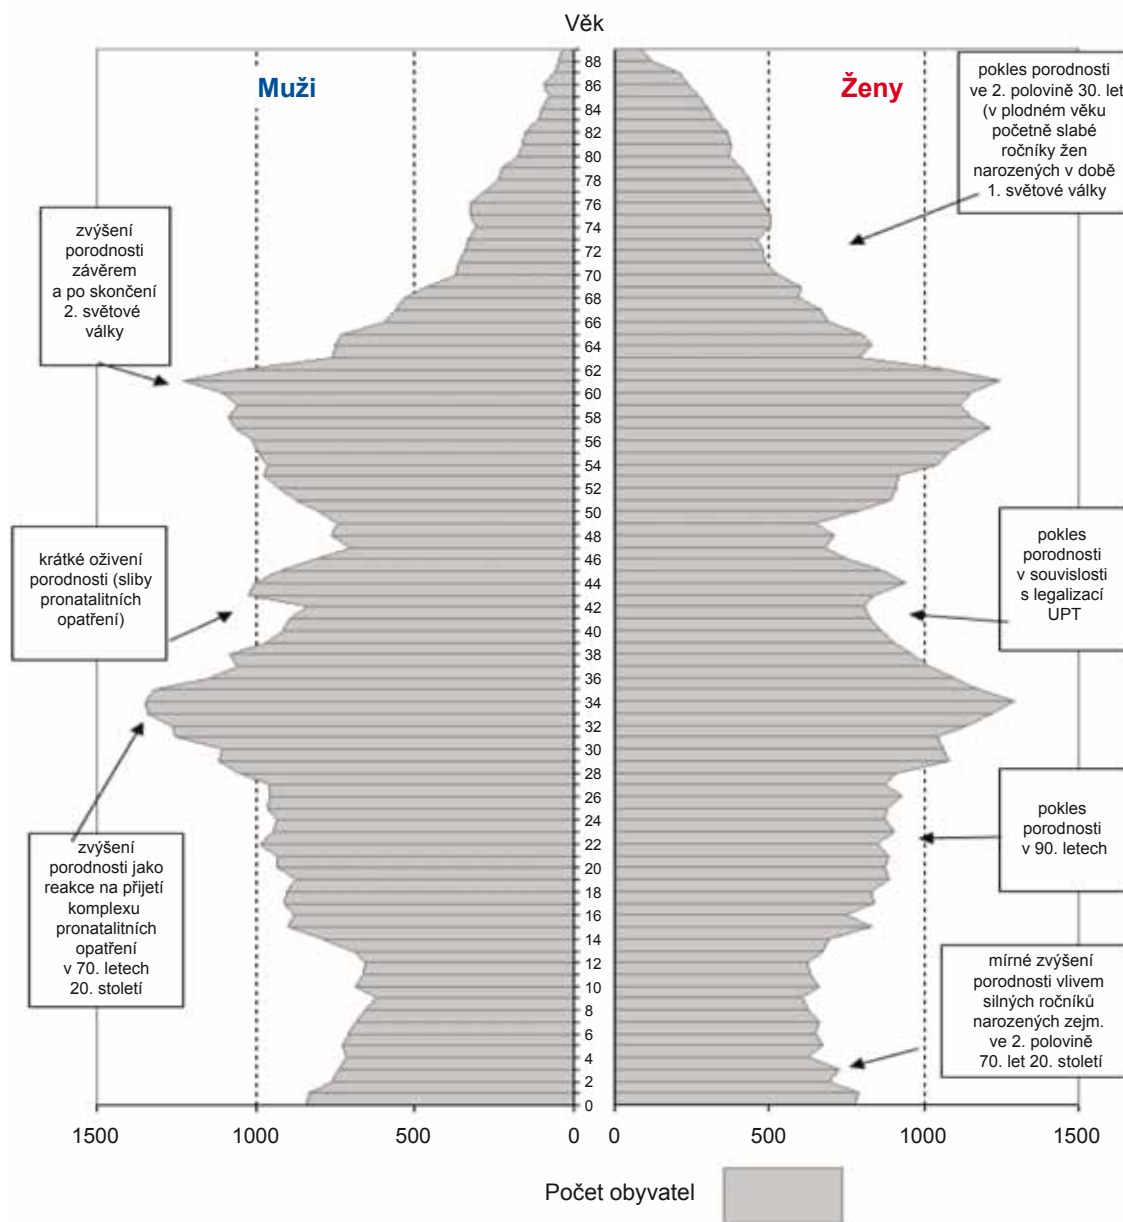 Věk
Muži
Ženy
pokles porodnosti
ve 2. polovině 30. let
(v plodném věku
početně slabé
ročníky žen
narozených v době
1. světové války
zvýšení
porodnosti
závěrem
a po skončení
2. světové
války
krátké oživení
porodnosti (sliby
pronatalitních
opatření)
pokles
porodnosti
v souvislosti
s legalizací
UPT
zvýšení
porodnosti jako
reakce na přijetí
komplexu
pronatalitních
opatření
v 70. letech
20. století
pokles
porodnosti
v 90. letech
mírné zvýšení
porodnosti vlivem
silných ročníků
narozených zejm.
ve 2. polovině
70. let 20. století
88
86
84
82
80
78
76
74
72
70
68
66
64
62
60
58
56
54
52
50
48
46
44
42
40
38
36
34
32
30
28
26
24
22
20
18
16
14
12
10
8
6
4
2
0
1500 1000 500 0 0 500 1000 1500
Počet obyvatel